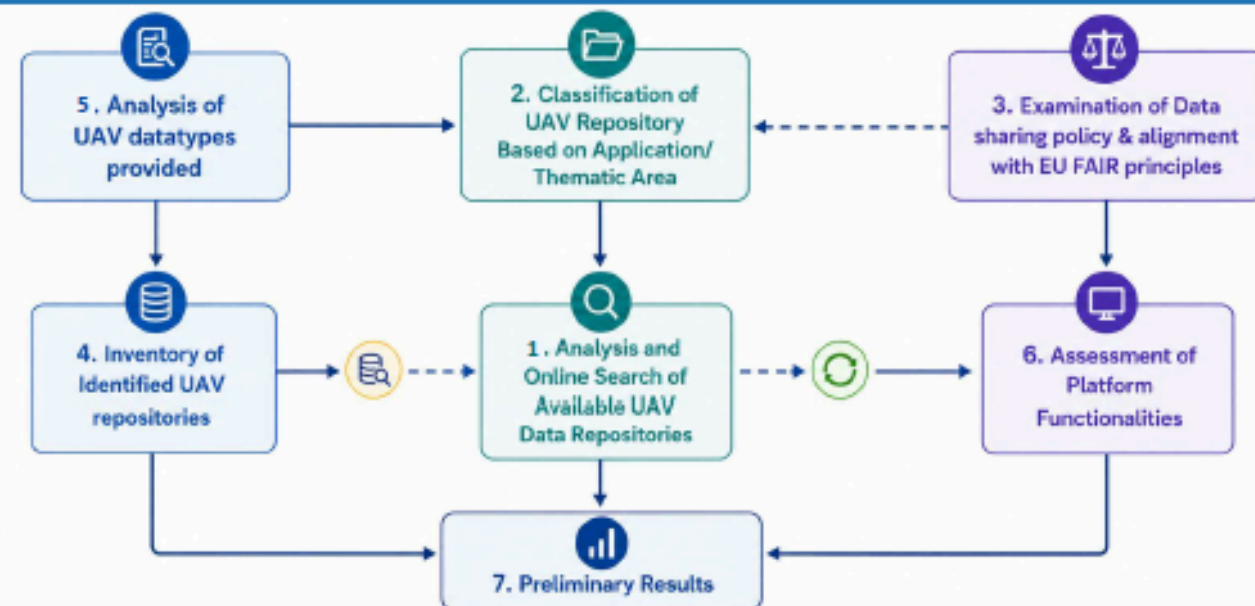 5. Analysis of
UAV datatypes
provided
2. Classification of
UAV Repository
Based on Application/
Thematic Area
3. Examination of Data
sharing policy & alignment
with EU FAIR principles
4. Inventory of
Identified UAV
repositories
1. Analysis and
Online Search of
Available UAV
Data Repositories
6. Assessment of
Platform
Functionalities
7. Preliminary Results